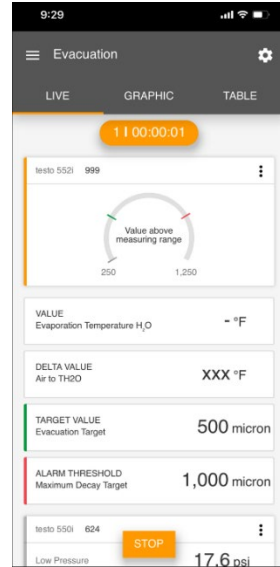 9:29
Evacuation
LIVE GRAPHIC TABLE
1 | 00:00:01
testo 552i 999
Value above
measuring range
250 1,250
VALUE
Evaporation Temperature H₂O
- °F
DELTA VALUE
Air to TH2O
XXX °F
TARGET VALUE
Evacuation Target
500 micron
ALARM THRESHOLD
Maximum Decay Target
1,000 micron
testo 550i 624
STOP
Low Pressure
17.6 psi